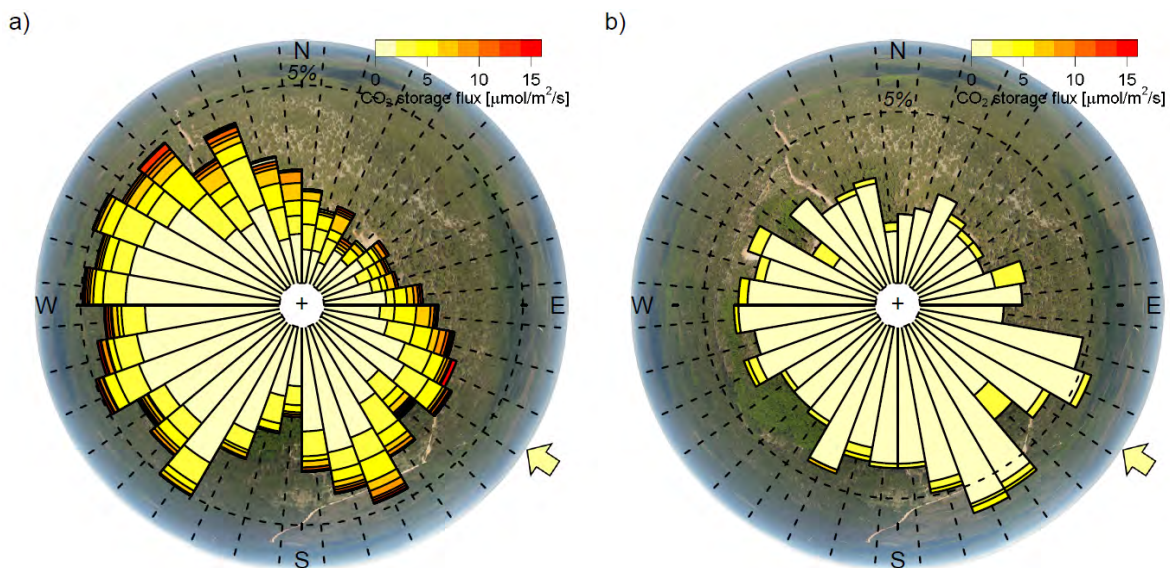 a)
N
5%
0 5 10 15
CO₂ storage flux [μmol/m²/s]
W
+
E
S
b)
N
5%
0 5 10 15
CO₂ storage flux [μmol/m²/s]
W
+
E
S